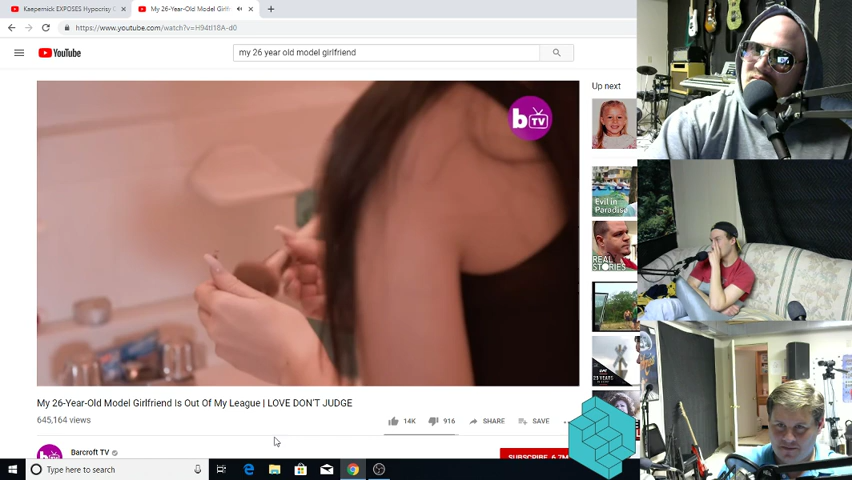 Kaepernick EXPOSES Hypocrisy
My 26-Year-Old Model Girlf
https://www.youtube.com/watch?v=H94tI18A-d0
YouTube
my 26 year old model girlfriend
bTV
Up next
Evil in
Paradise
REAL
STORIES
My 26-Year-Old Model Girlfriend Is Out Of My League | LOVE DON'T JUDGE
645,164 views
14K
916
SHARE
SAVE
Barcroft TV
SUBSCRIBE 6.7M
Type here to search